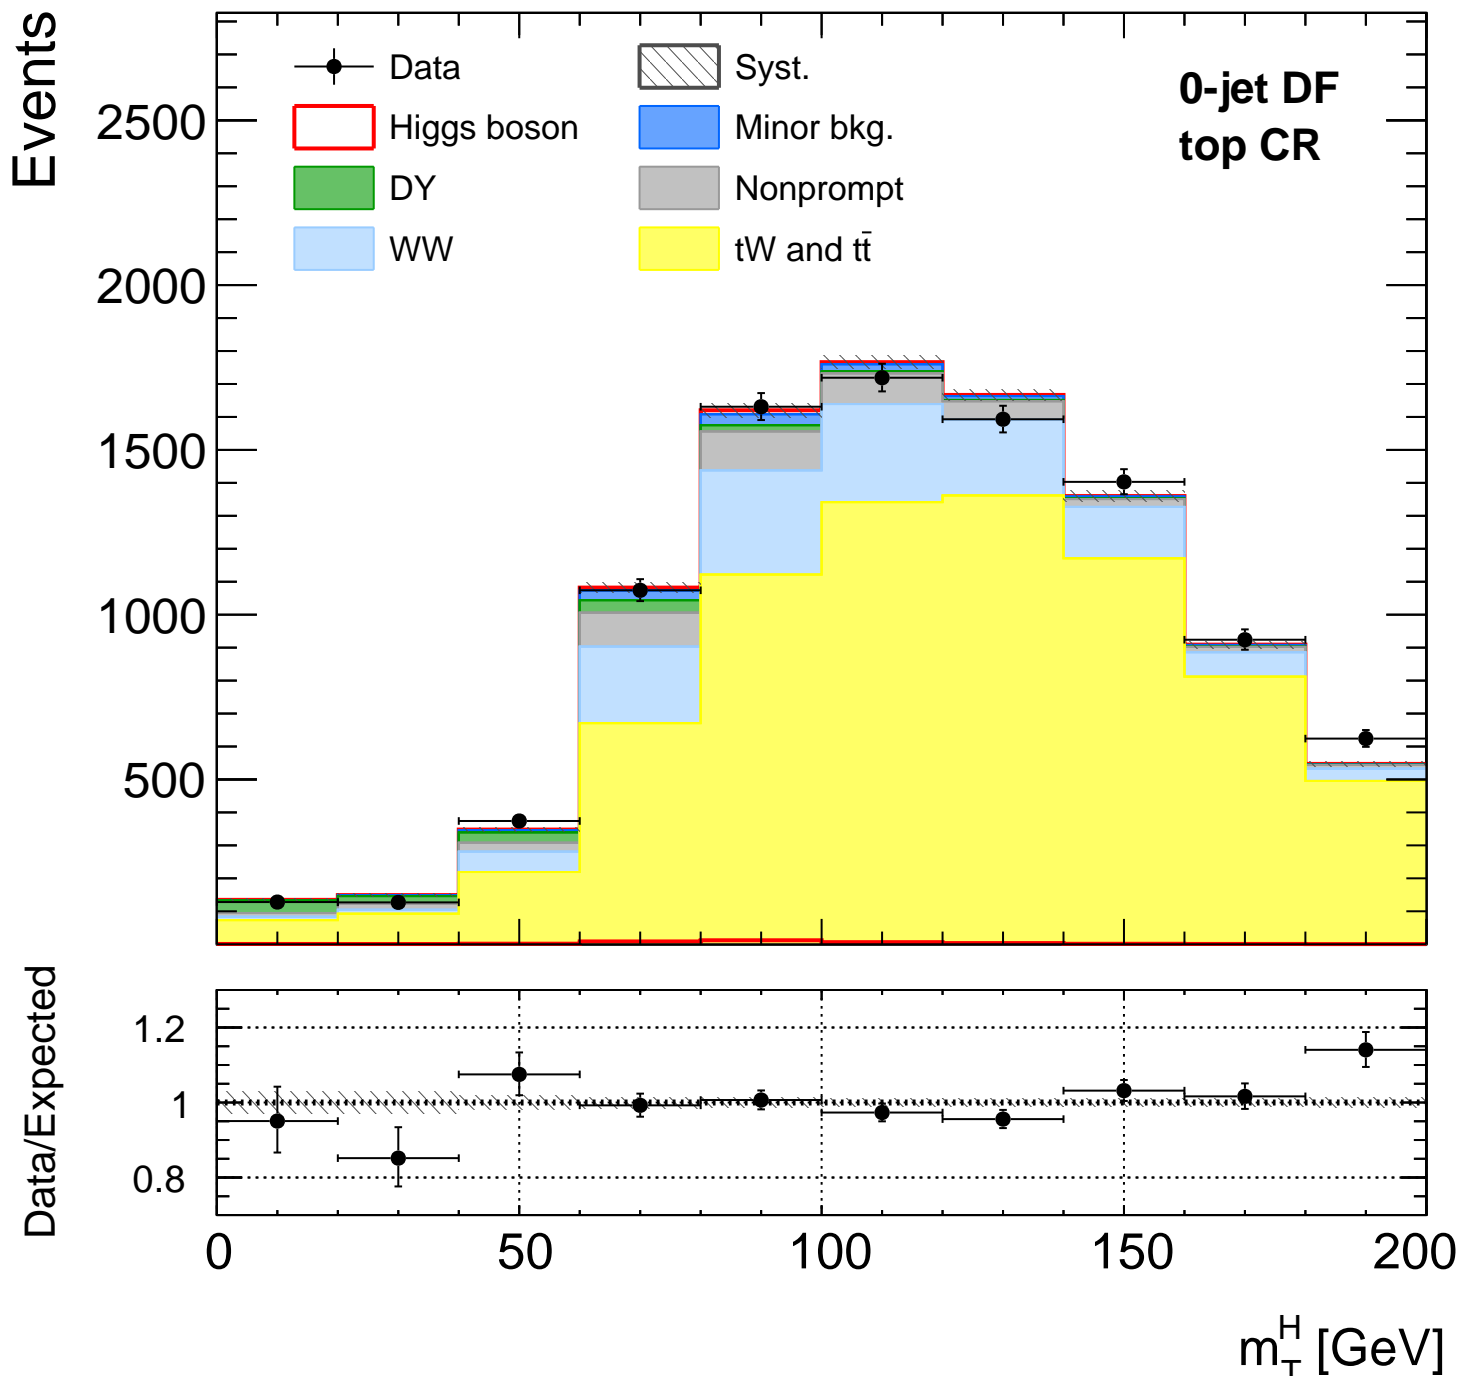 Events
2500
2000
1500
1000
500
Data
Higgs boson
DY
WW
Syst.
Minor bkg.
Nonprompt
tW and tt̄
0-jet DF
top CR
Data/Expected
1.2
1
0.8
0 50 100 150 200
m_T^H [GeV]